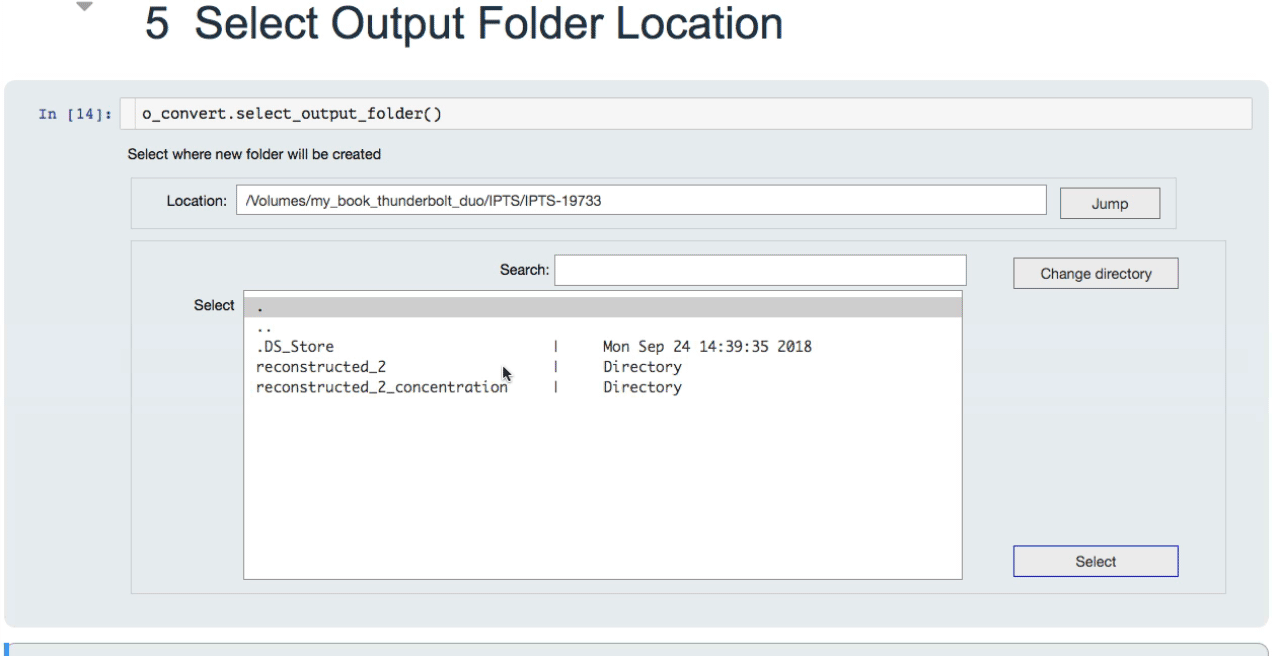 5 Select Output Folder Location
In [14]: o_convert.select_output_folder()
Select where new folder will be created
Location: /Volumes/my_book_thunderbolt_duo/IPTS/IPTS-19733 Jump
Search: Change directory
Select .
..
.DS_Store | Mon Sep 24 14:39:35 2018
reconstructed_2 | Directory
reconstructed_2_concentration | Directory
Select